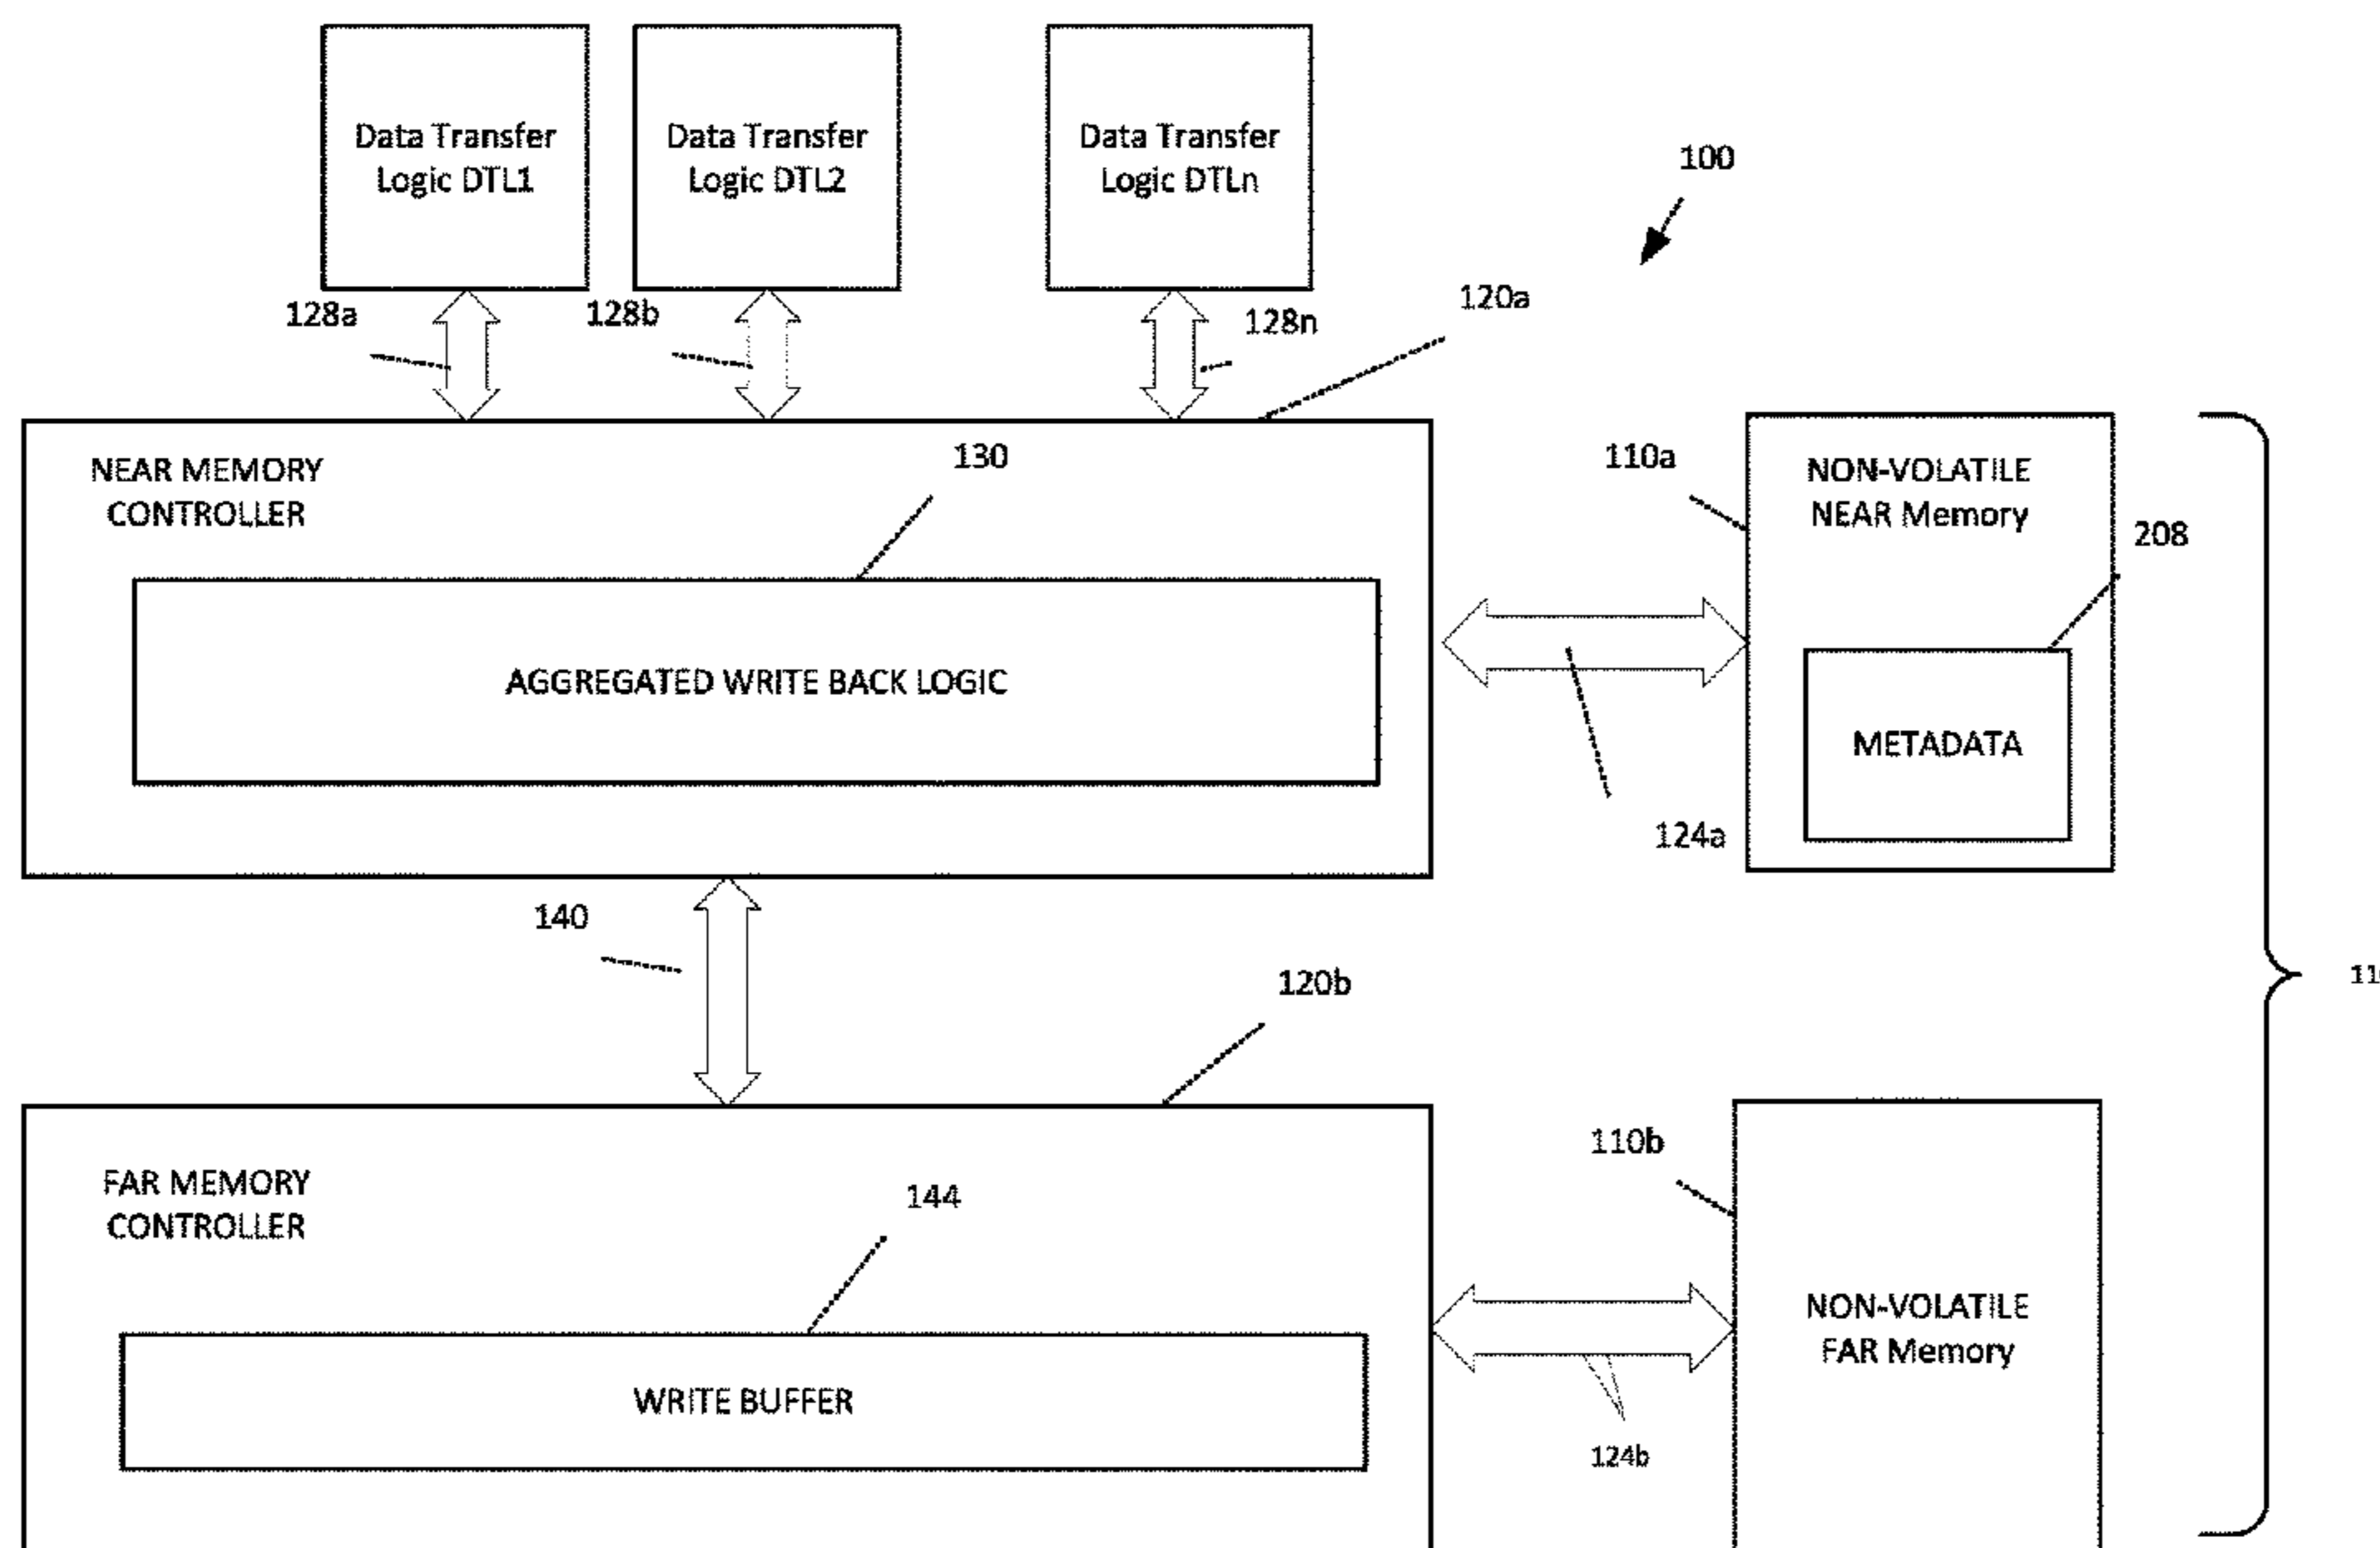 Data Transfer
Logic DTL1
Data Transfer
Logic DTL2
Data Transfer
Logic DTLn
100
128a
128b
128n
120a
NEAR MEMORY
CONTROLLER
130
AGGREGATED WRITE BACK LOGIC
110a
NON-VOLATILE
NEAR Memory
208
METADATA
124a
140
120b
FAR MEMORY
CONTROLLER
144
WRITE BUFFER
110b
NON-VOLATILE
FAR Memory
124b